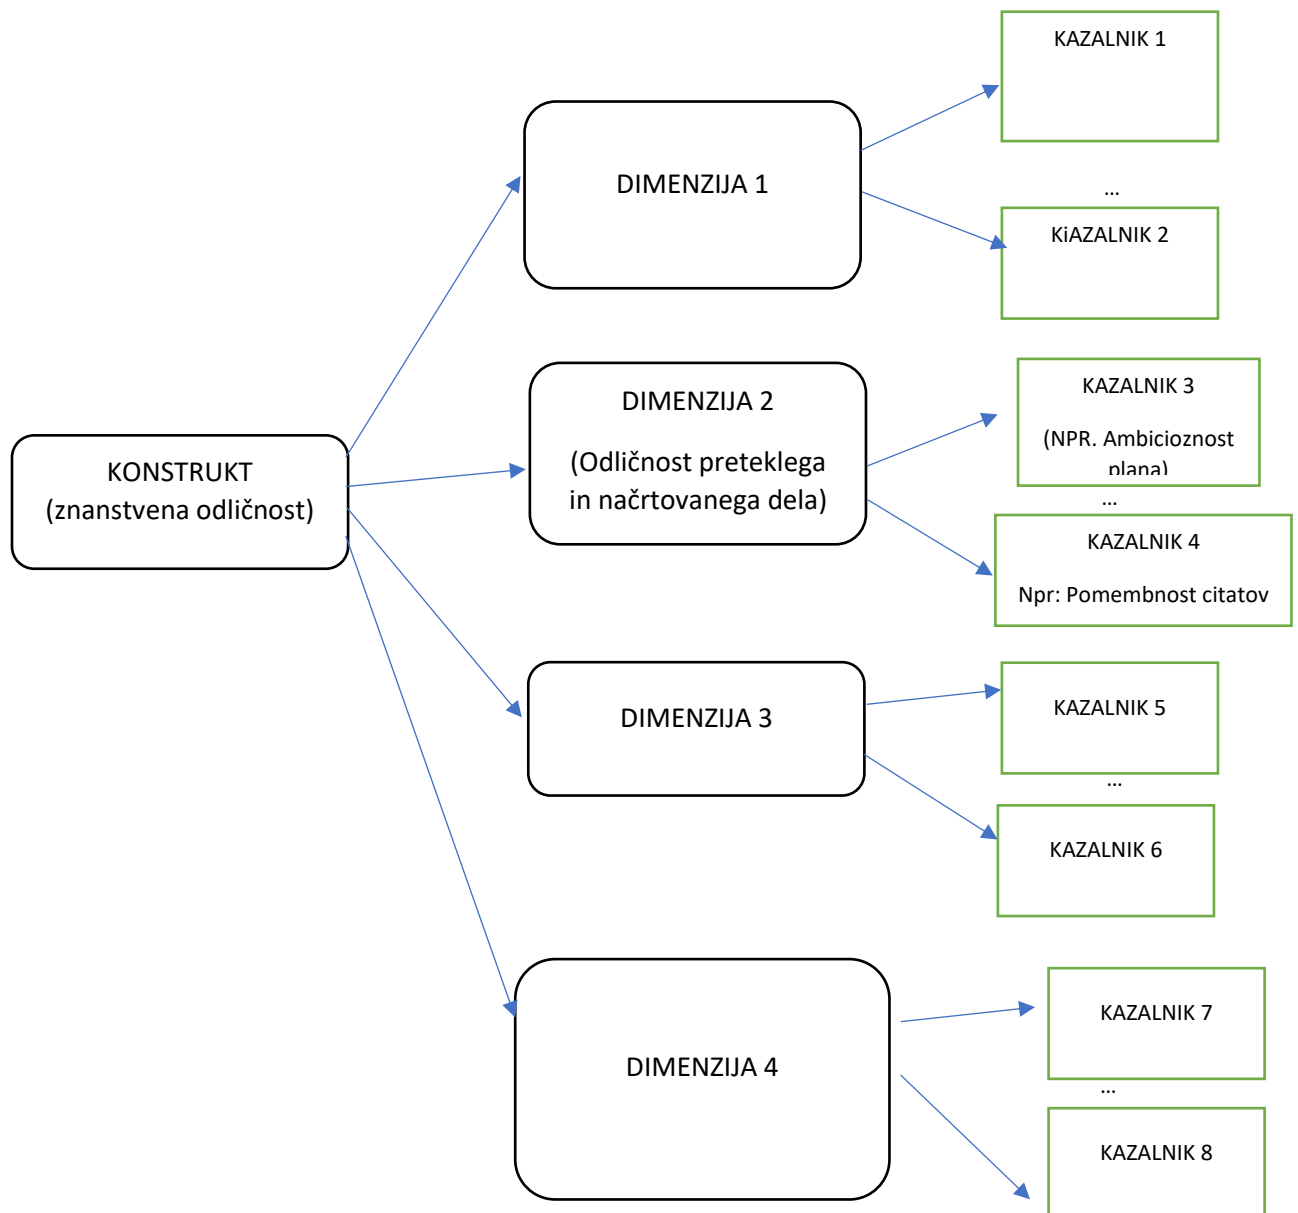 KONSTRUKT
(znanstvena odličnost)
DIMENZIJA 1
KAZALNIK 1
...
KiAZALNIK 2
DIMENZIJA 2
(Odličnost preteklega
in načrtovanega dela)
KAZALNIK 3
(NPR. Ambicioznost
plana)
...
KAZALNIK 4
Npr: Pomembnost citatov
DIMENZIJA 3
KAZALNIK 5
...
KAZALNIK 6
DIMENZIJA 4
KAZALNIK 7
...
KAZALNIK 8